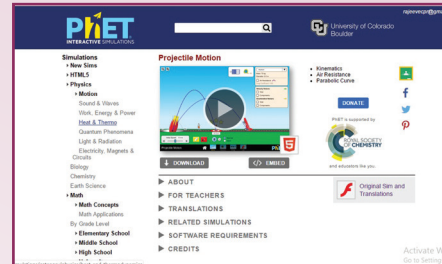 rajeevergan@gma
PhET
INTERACTIVE SIMULATIONS
University of Colorado
Boulder
Simulations
New Sims
HTML5
Physics
Motion
Sound & Waves
Work, Energy & Power
Heat & Thermo
Quantum Phenomena
Light & Radiation
Electricity, Magnets &
Circuits
Biology
Chemistry
Earth Science
Math
Math Concepts
Math Applications
By Grade Level
Elementary School
Middle School
High School
Projectile Motion
DOWNLOAD
EMBED
ABOUT
FOR TEACHERS
TRANSLATIONS
RELATED SIMULATIONS
SOFTWARE REQUIREMENTS
CREDITS
Kinematics
Air Resistance
Parabolic Curve
DONATE
PhET is supported by
ROYAL SOCIETY
OF CHEMISTRY
and educators like you.
Original Sim and
Translations
Activate W
Go to Setting